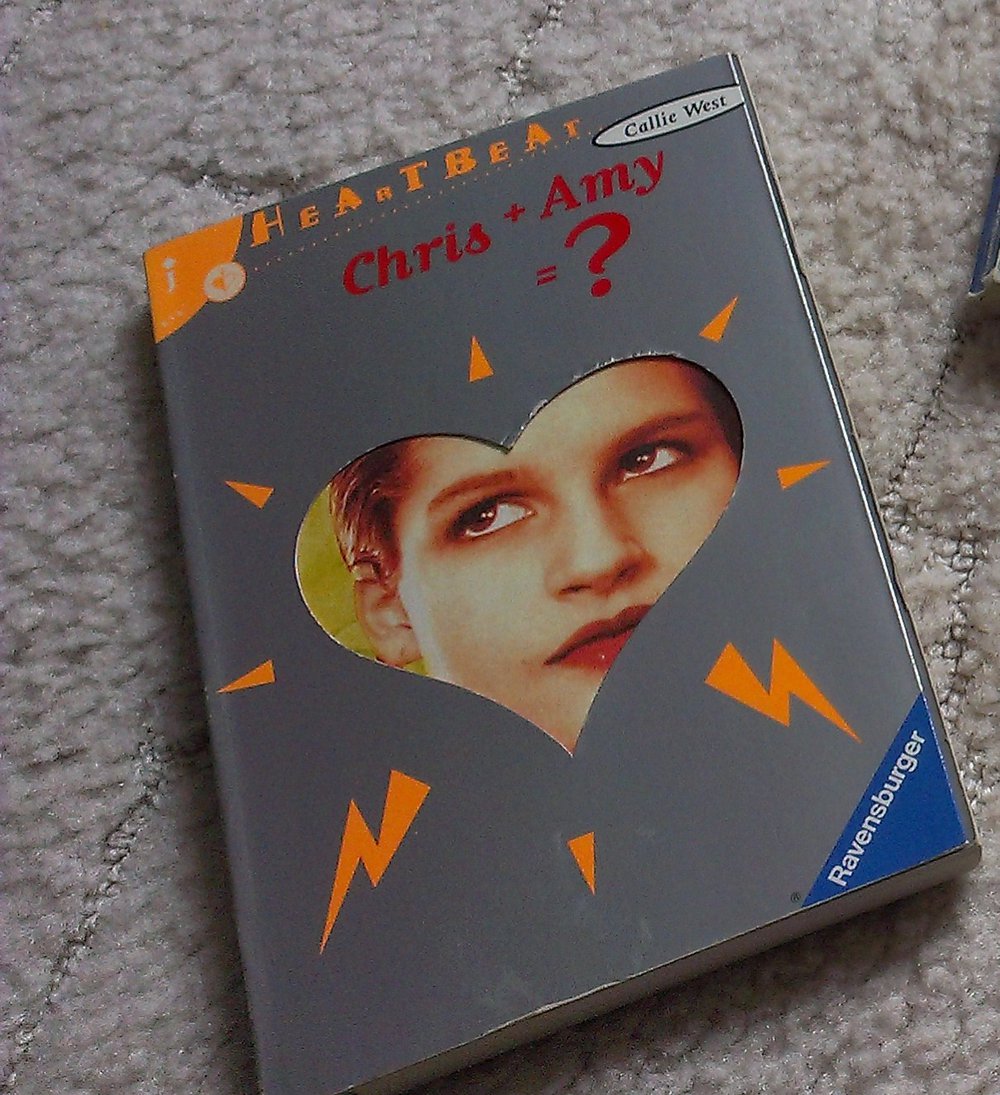 Callie West
HEARTBEAT
Chris + Amy
= ?
i
Ravensburger
®